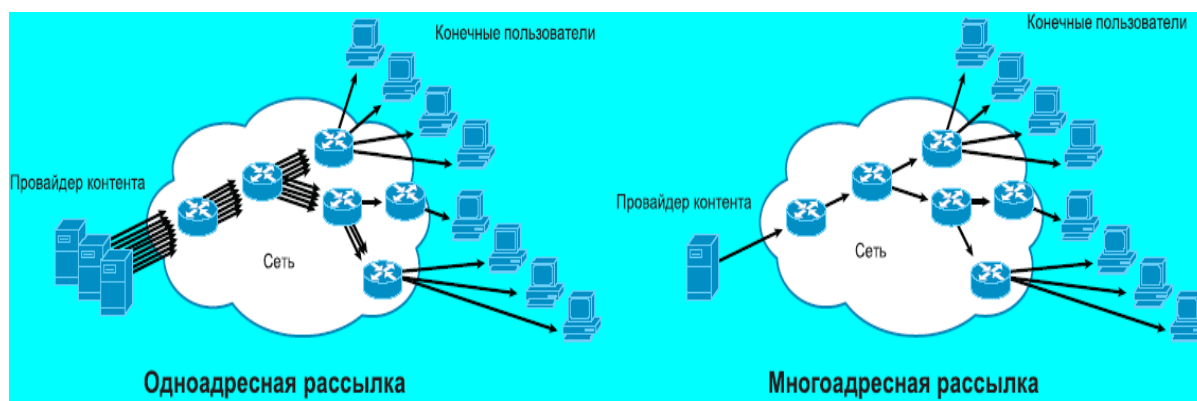 Конечные пользователи
Провайдер контента
Сеть
Одноадресная рассылка
Конечные пользователи
Провайдер контента
Сеть
Многоадресная рассылка